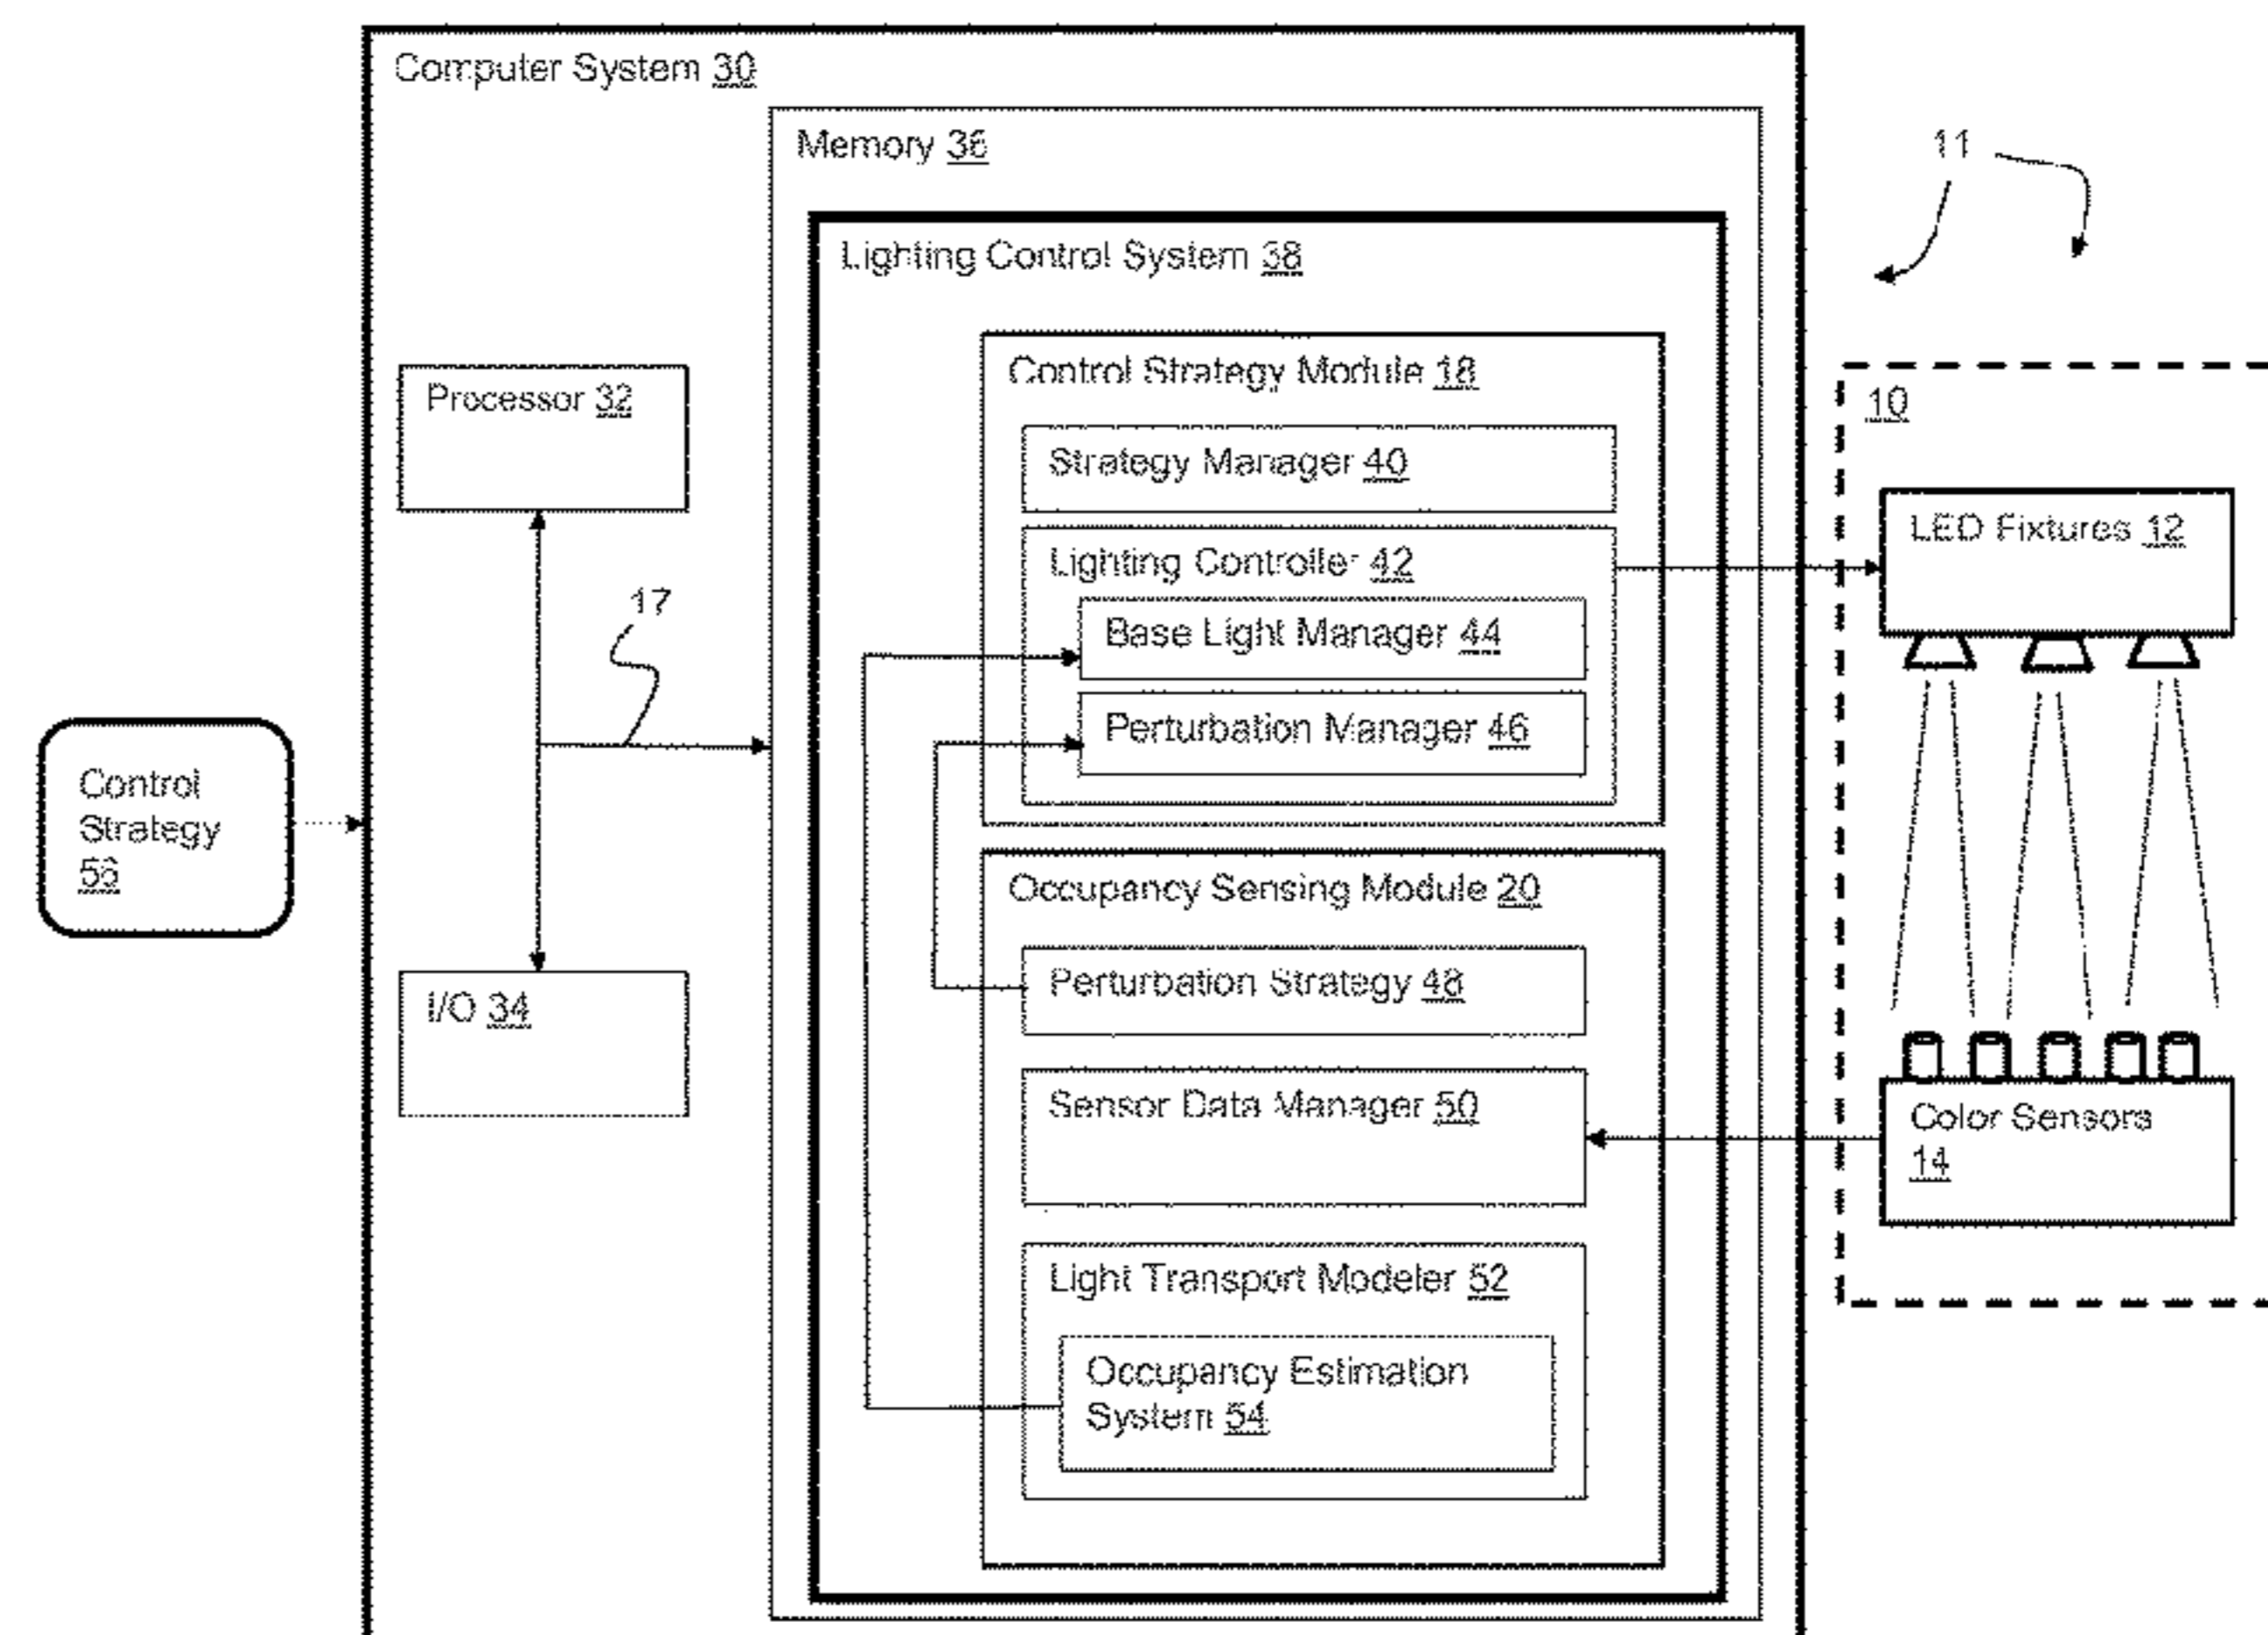 Computer System 30
Memory 36
11
Lighting Control System 38
Control Strategy Module 18
Processor 32
10
Strategy Manager 40
LED Fixtures 12
Lighting Controller 42
17
Base Light Manager 44
Perturbation Manager 46
Control
Strategy
56
Occupancy Sensing Module 20
Perturbation Strategy 48
I/O 34
Sensor Data Manager 50
Color Sensors
14
Light Transport Modeler 52
Occupancy Estimation
System 54